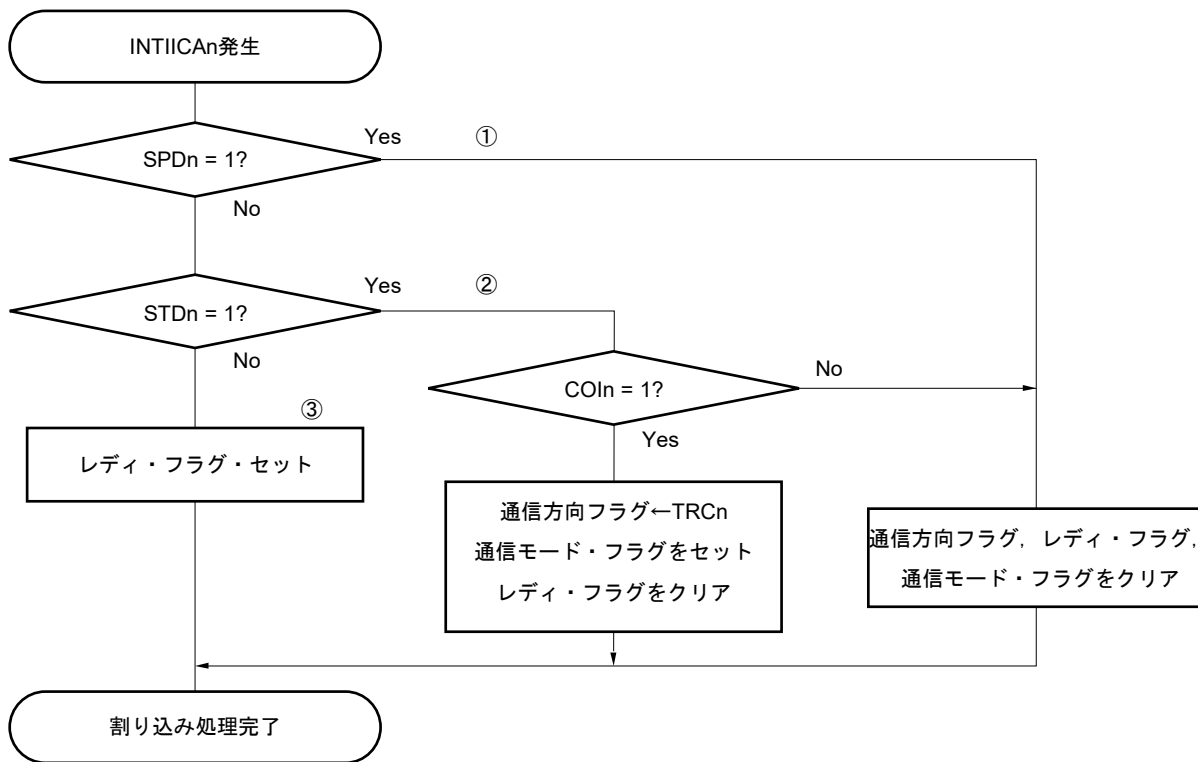 INTIICAn発生
SPDn = 1?
Yes
①
No
STDn = 1?
Yes
②
No
COIn = 1?
No
Yes
③
レディ・フラグ・セット
通信方向フラグ←TRCn
通信モード・フラグをセット
レディ・フラグをクリア
通信方向フラグ，レディ・フラグ，
通信モード・フラグをクリア
割り込み処理完了